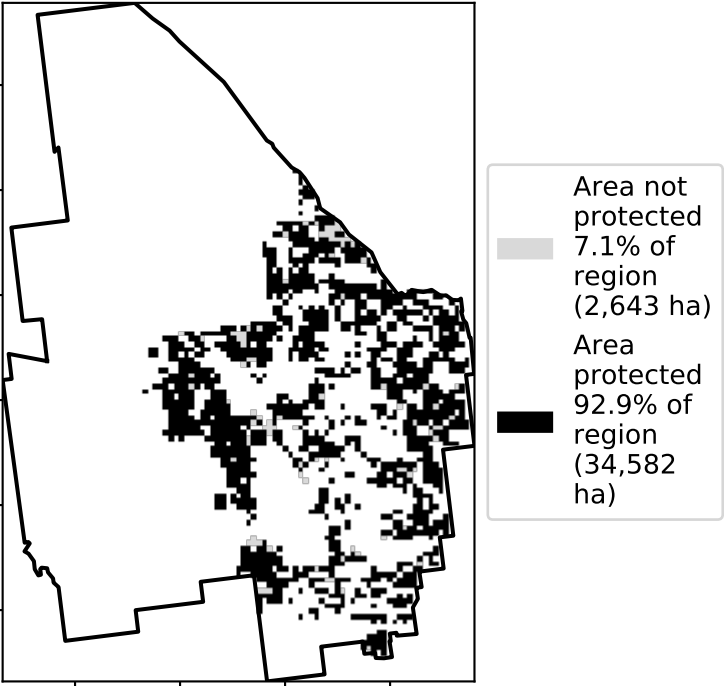 Area not
protected
7.1% of
region
(2,643 ha)
Area
protected
92.9% of
region
(34,582
ha)